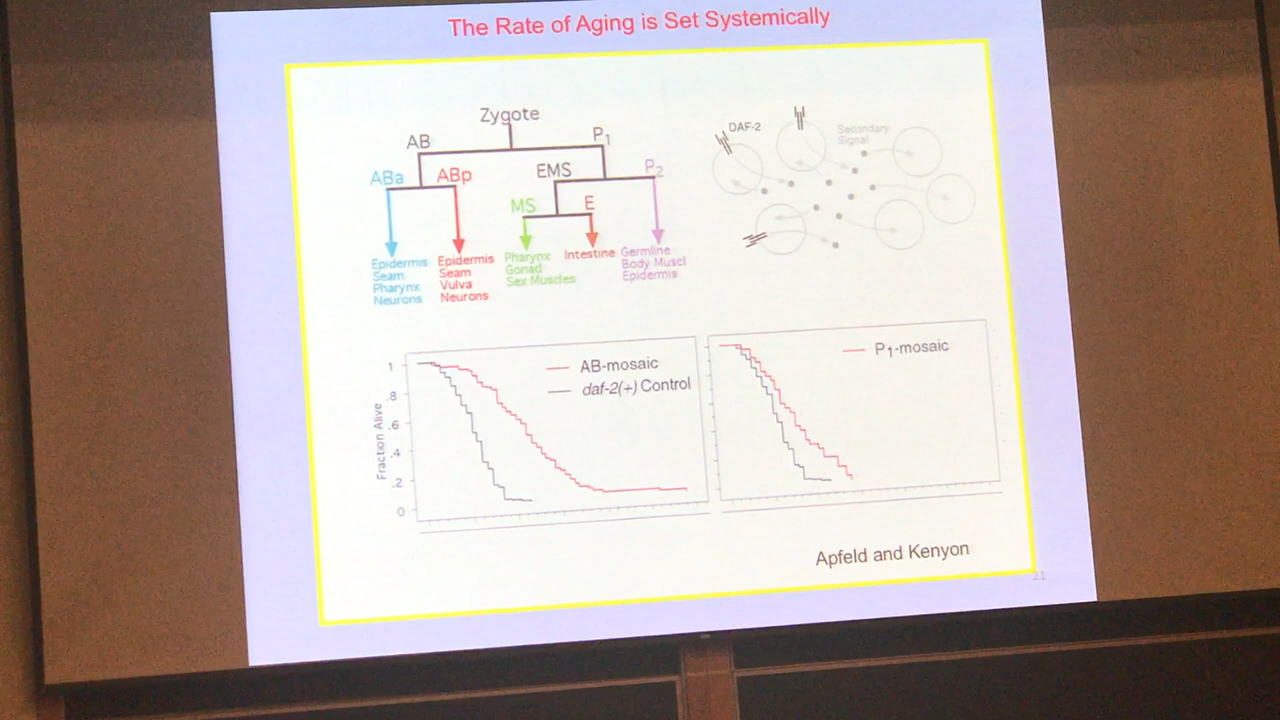 The Rate of Aging is Set Systemically
Zygote
AB
P1
ABa
ABp
EMS
P2
MS
E
Epidermis
Seam
Pharynx
Neurons
Epidermis
Seam
Vulva
Neurons
Pharynx
Gonad
Sex Muscles
Intestine
Germline
Body Muscl
Epidermis
DAF-2
Secondary
Signal
Fraction Alive
1
.8
.6
.4
.2
0
AB-mosaic
daf-2(+) Control
P1-mosaic
Apfeld and Kenyon
21